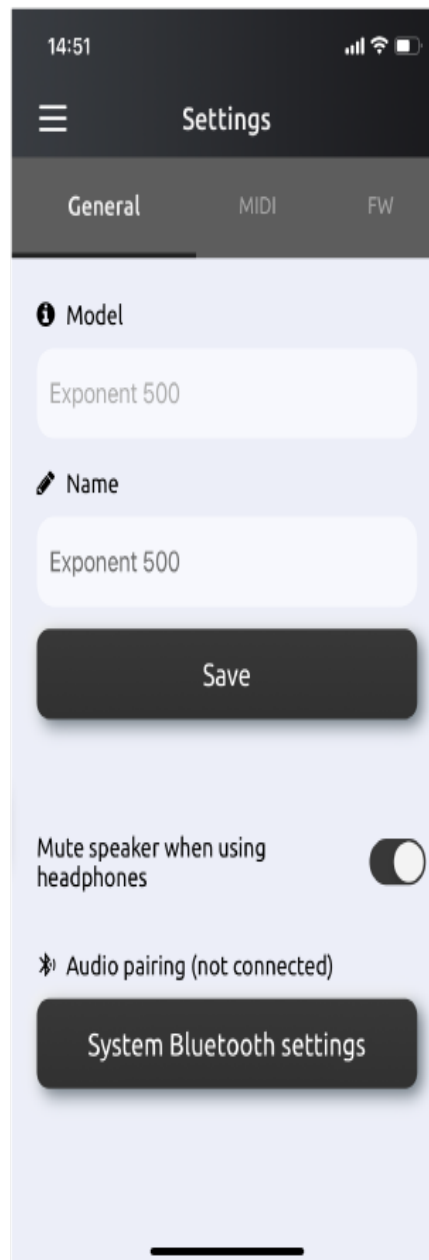 14:51
Settings
General MIDI FW
Model
Exponent 500
Name
Exponent 500
Save
Mute speaker when using
headphones
Audio pairing (not connected)
System Bluetooth settings